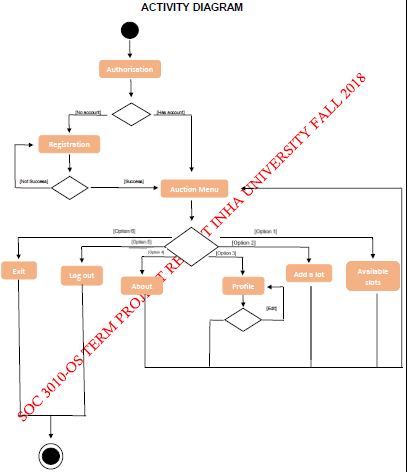 ACTIVITY DIAGRAM
Authorisation
[No account]
[Has account]
Registration
[Not Success]
[Success]
Auction Menu
[Option 6]
[Option 5]
[Option 4]
[Option 3]
[Option 2]
[Option 1]
Exit
Log out
About
Profile
Add a lot
Available
slots
[Edit]
SOC 3010-OS TERM PROJECT INHA UNIVERSITY FALL 2018